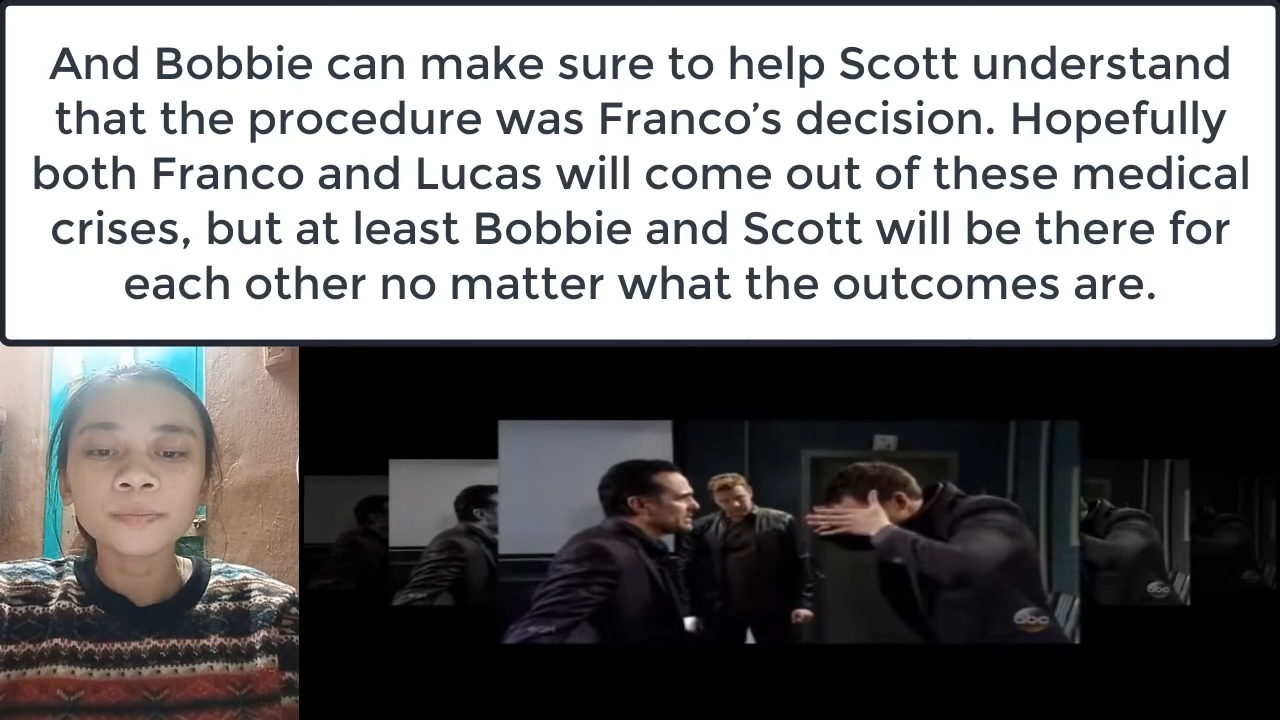 And Bobbie can make sure to help Scott understand
that the procedure was Franco’s decision. Hopefully
both Franco and Lucas will come out of these medical
crises, but at least Bobbie and Scott will be there for
each other no matter what the outcomes are.
abc
abc